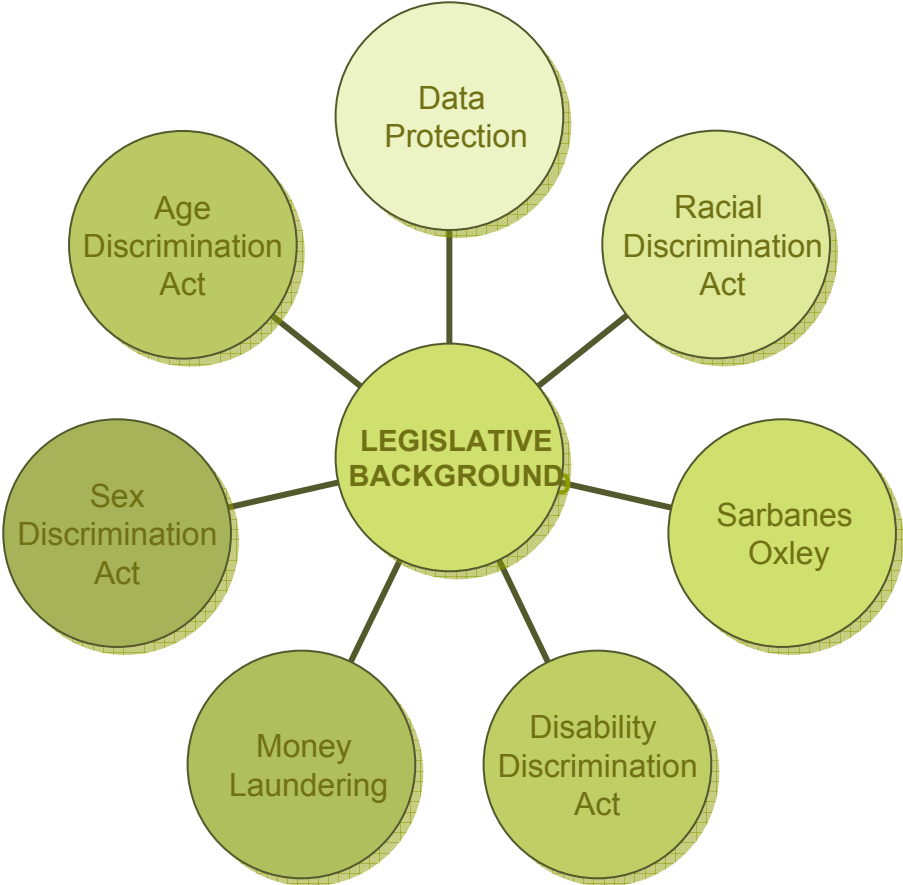 Data
Protection
Racial
Discrimination
Act
Sarbanes
Oxley
Disability
Discrimination
Act
Money
Laundering
Sex
Discrimination
Act
Age
Discrimination
Act
LEGISLATIVE
BACKGROUND